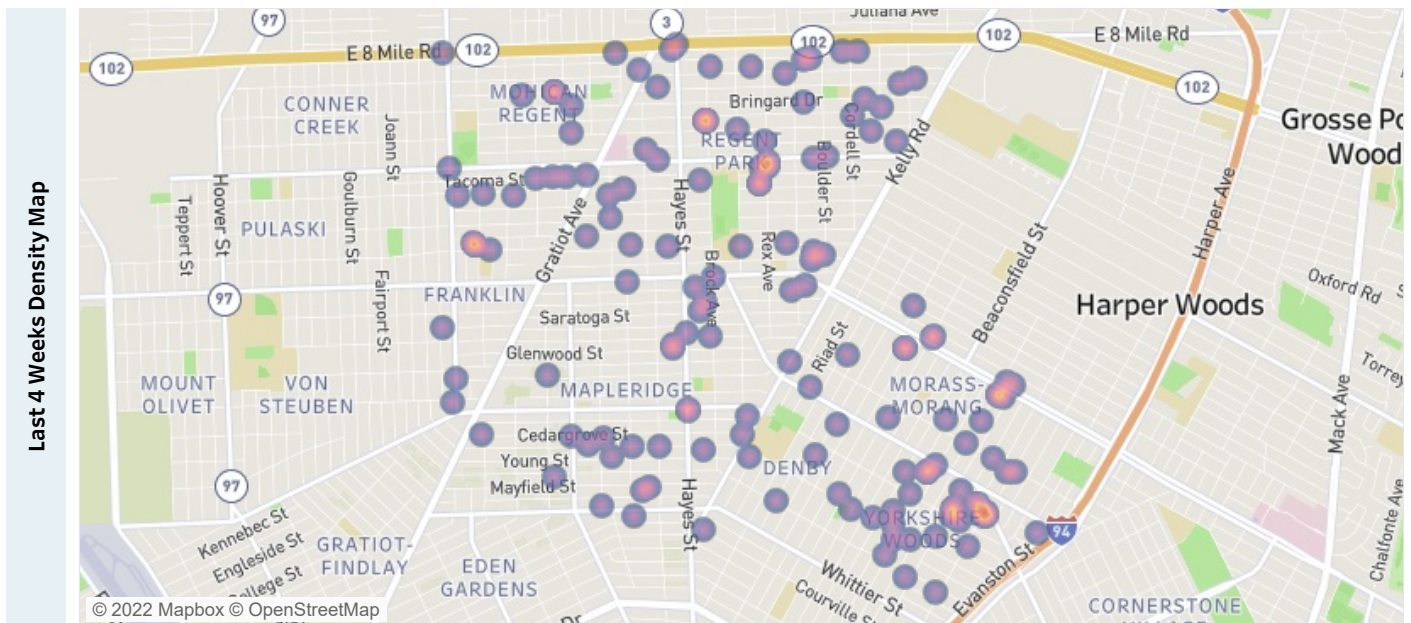 Last 4 Weeks Density Map
97
3
Juliana Ave
102
E 8 Mile Rd
102
102
102
E 8 Mile Rd
102
CONNER
CREEK
MOHICAN
REGENT
Bringard Dr
Grosse Po
Wood
Joann St
REGENT
PARK
Cordell St
Kelly Rd
Tacoma St
Boulder St
Teppert St
Hoover St
Goulburn St
PULASKI
Gratiot Ave
Hayes St
Rex Ave
Beaconsfield St
Harper Ave
Fairport St
97
FRANKLIN
Brock Ave
Oxford Rd
Harper Woods
Saratoga St
Glenwood St
Riad St
Torrey
MOUNT
OLIVET
VON
STEUBEN
MAPLERIDGE
MORASS-
MORANG
Mack Ave
Cedargrove St
Young St
Mayfield St
DENBY
97
Hayes St
Chalfonte Ave
Kennebec St
Engleside St
College St
YORKSHIRE
WOODS
94
GRATIOT-
FINDLAY
EDEN
GARDENS
Whittier St
Courville St
Evanston St
CORNERSTONE
VILLAGE
Dr
© 2022 Mapbox © OpenStreetMap